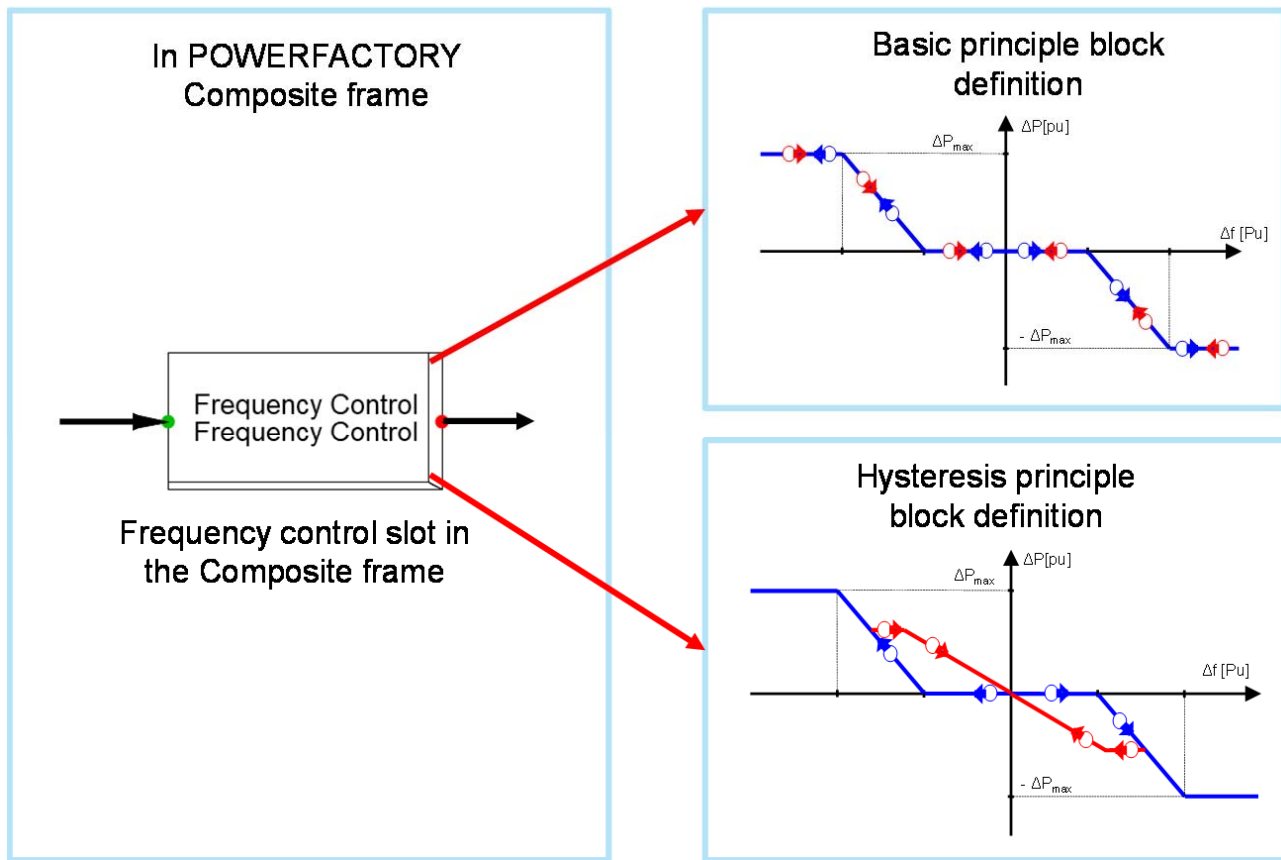 In POWERFACTORY
Composite frame
Frequency Control
Frequency Control
Frequency control slot in
the Composite frame
Basic principle block
definition
ΔP[pu]
ΔPmax
Δf [Pu]
- ΔPmax
Hysteresis principle
block definition
ΔP[pu]
ΔPmax
Δf [Pu]
- ΔPmax